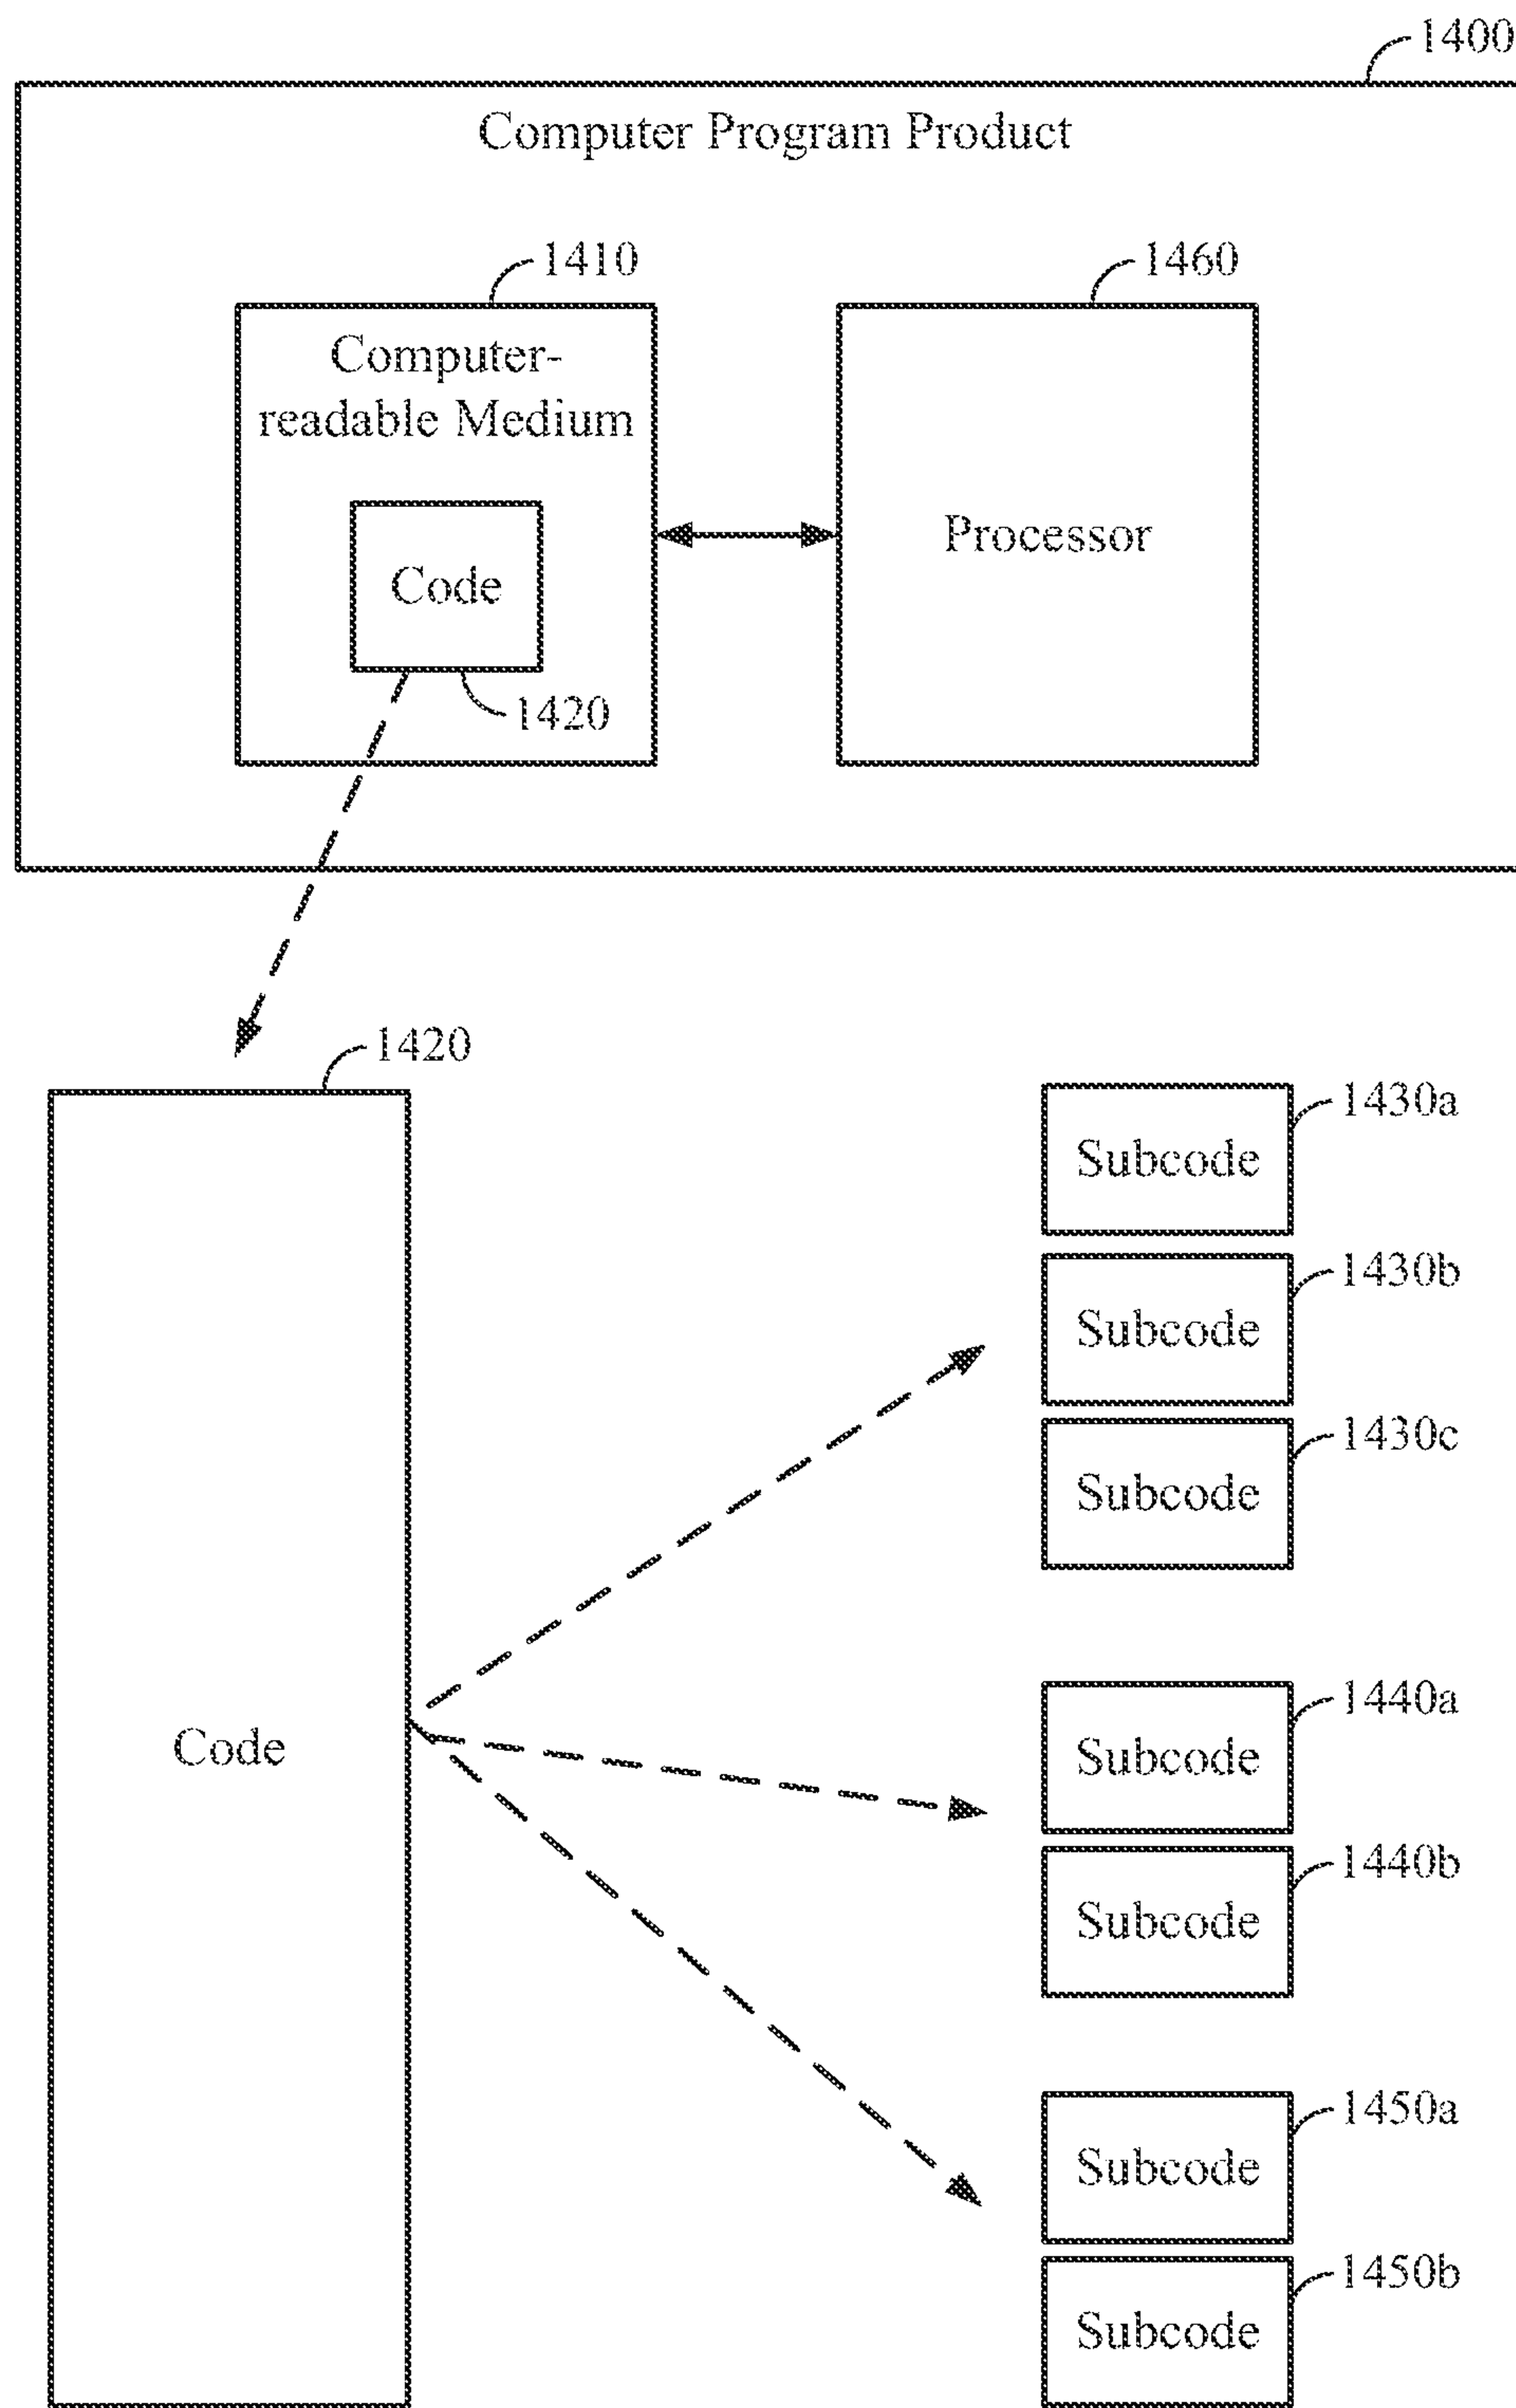 1400
Computer Program Product
1410
1460
Computer-
readable Medium
Processor
Code
1420
1420
Code
1430a
Subcode
1430b
Subcode
1430c
Subcode
1440a
Subcode
1440b
Subcode
1450a
Subcode
1450b
Subcode